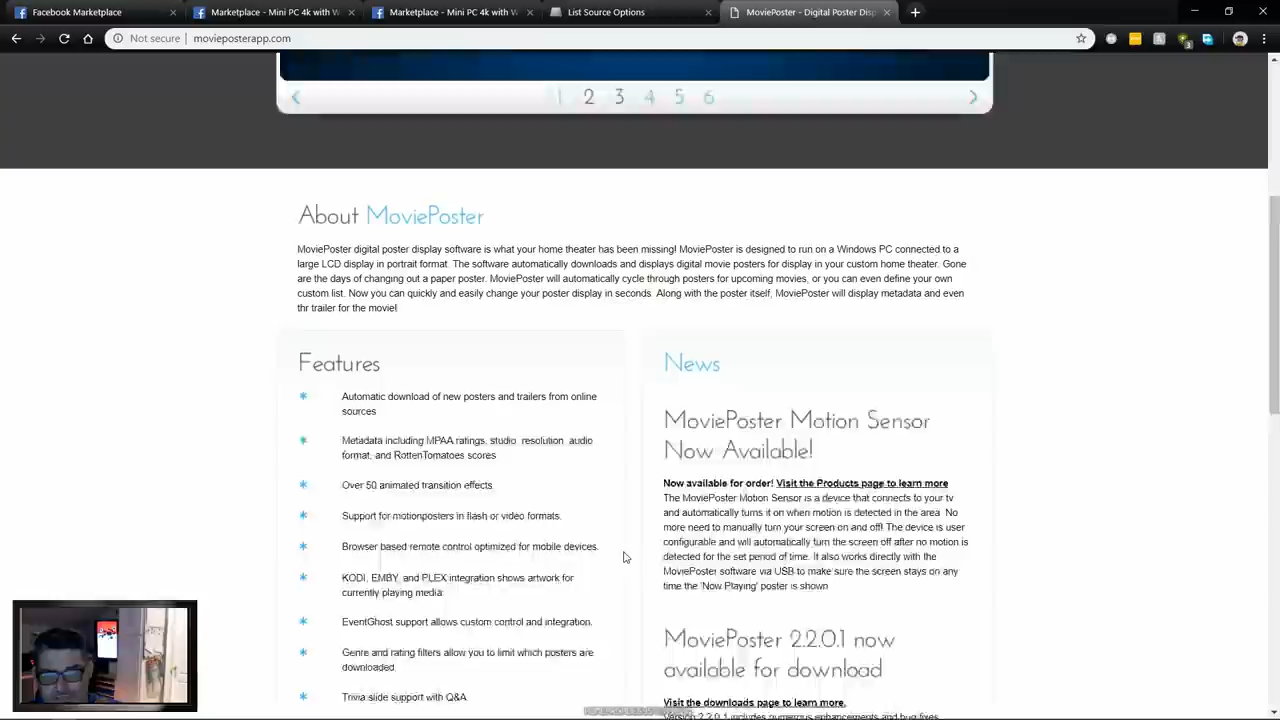 Facebook Marketplace
Marketplace - Mini PC 4k with W
Marketplace - Mini PC 4k with W
List Source Options
MoviePoster - Digital Poster Disp
Not secure | movieposterapp.com
1 2 3 4 5 6
About MoviePoster
MoviePoster digital poster display software is what your home theater has been missing! MoviePoster is designed to run on a Windows PC connected to a
large LCD display in portrait format. The software automatically downloads and displays digital movie posters for display in your custom home theater. Gone
are the days of changing out a paper poster. MoviePoster will automatically cycle through posters for upcoming movies, or you can even define your own
custom list. Now you can quickly and easily change your poster display in seconds. Along with the poster itself, MoviePoster will display metadata and even
thr trailer for the movie!
Features
Automatic download of new posters and trailers from online
sources
Metadata including MPAA ratings, studio, resolution, audio
format, and RottenTomatoes scores
Over 50 animated transition effects
Support for motionposters in flash or video formats.
Browser based remote control optimized for mobile devices.
KODI, EMBY, and PLEX integration shows artwork for
currently playing media.
EventGhost support allows custom control and integration.
Genre and rating filters allow you to limit which posters are
downloaded
Trivia slide support with Q&A
News
MoviePoster Motion Sensor
Now Available!
Now available for order! Visit the Products page to learn more
The MoviePoster Motion Sensor is a device that connects to your tv
and automatically turns it on when motion is detected in the area. No
more need to manually turn your screen on and off! The device is user
configurable and will automatically turn the screen off after no motion is
detected for the set period of time. It also works directly with the
MoviePoster software via USB to make sure the screen stays on any
time the 'Now Playing' poster is shown
MoviePoster 2.2.0.1 now
available for download
Visit the downloads page to learn more.
Version 2.2.0.1 includes numerous enhancements and bug fixes